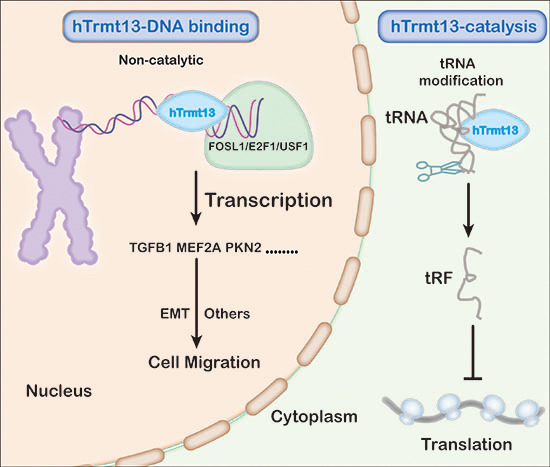 hTrmt13-DNA binding
Non-catalytic
hTrmt13
FOSL1/E2F1/USF1
Transcription
TGFB1 MEF2A PKN2 ........
EMT
Others
Cell Migration
Nucleus
Cytoplasm
hTrmt13-catalysis
tRNA
modification
tRNA
hTrmt13
tRF
Translation